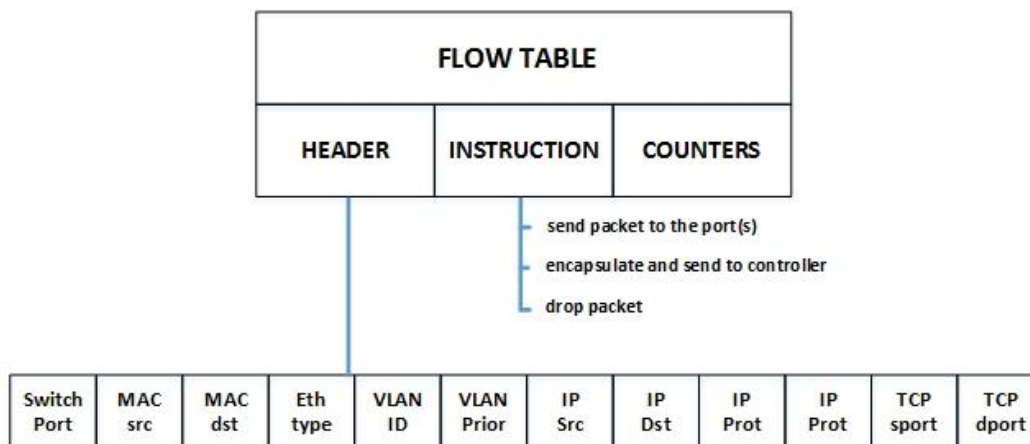 FLOW TABLE
HEADER INSTRUCTION COUNTERS
send packet to the port(s)
encapsulate and send to controller
drop packet
Switch Port MAC src MAC dst Eth type VLAN ID VLAN Prior IP Src IP Dst IP Prot IP Prot TCP sport TCP dport